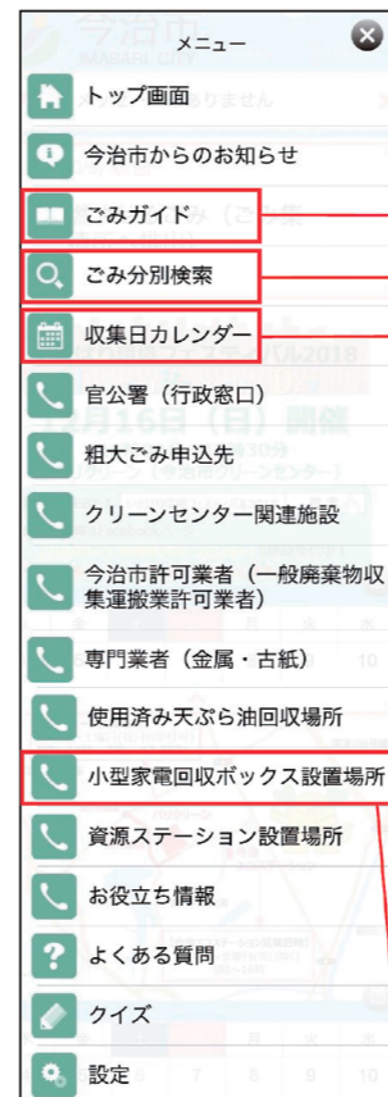 今治市
IMABARI CITY
メニュー
トップ画面
今治市からのお知らせ
ごみガイド
ごみ分別検索
収集日カレンダー
官公署（行政窓口）
粗大ごみ申込先
クリーンセンター関連施設
今治市許可業者（一般廃棄物収
集運搬業許可業者）
専門業者（金属・古紙）
使用済み天ぷら油回収場所
小型家電回収ボックス設置場所
資源ステーション設置場所
お役立ち情報
よくある質問
クイズ
設定